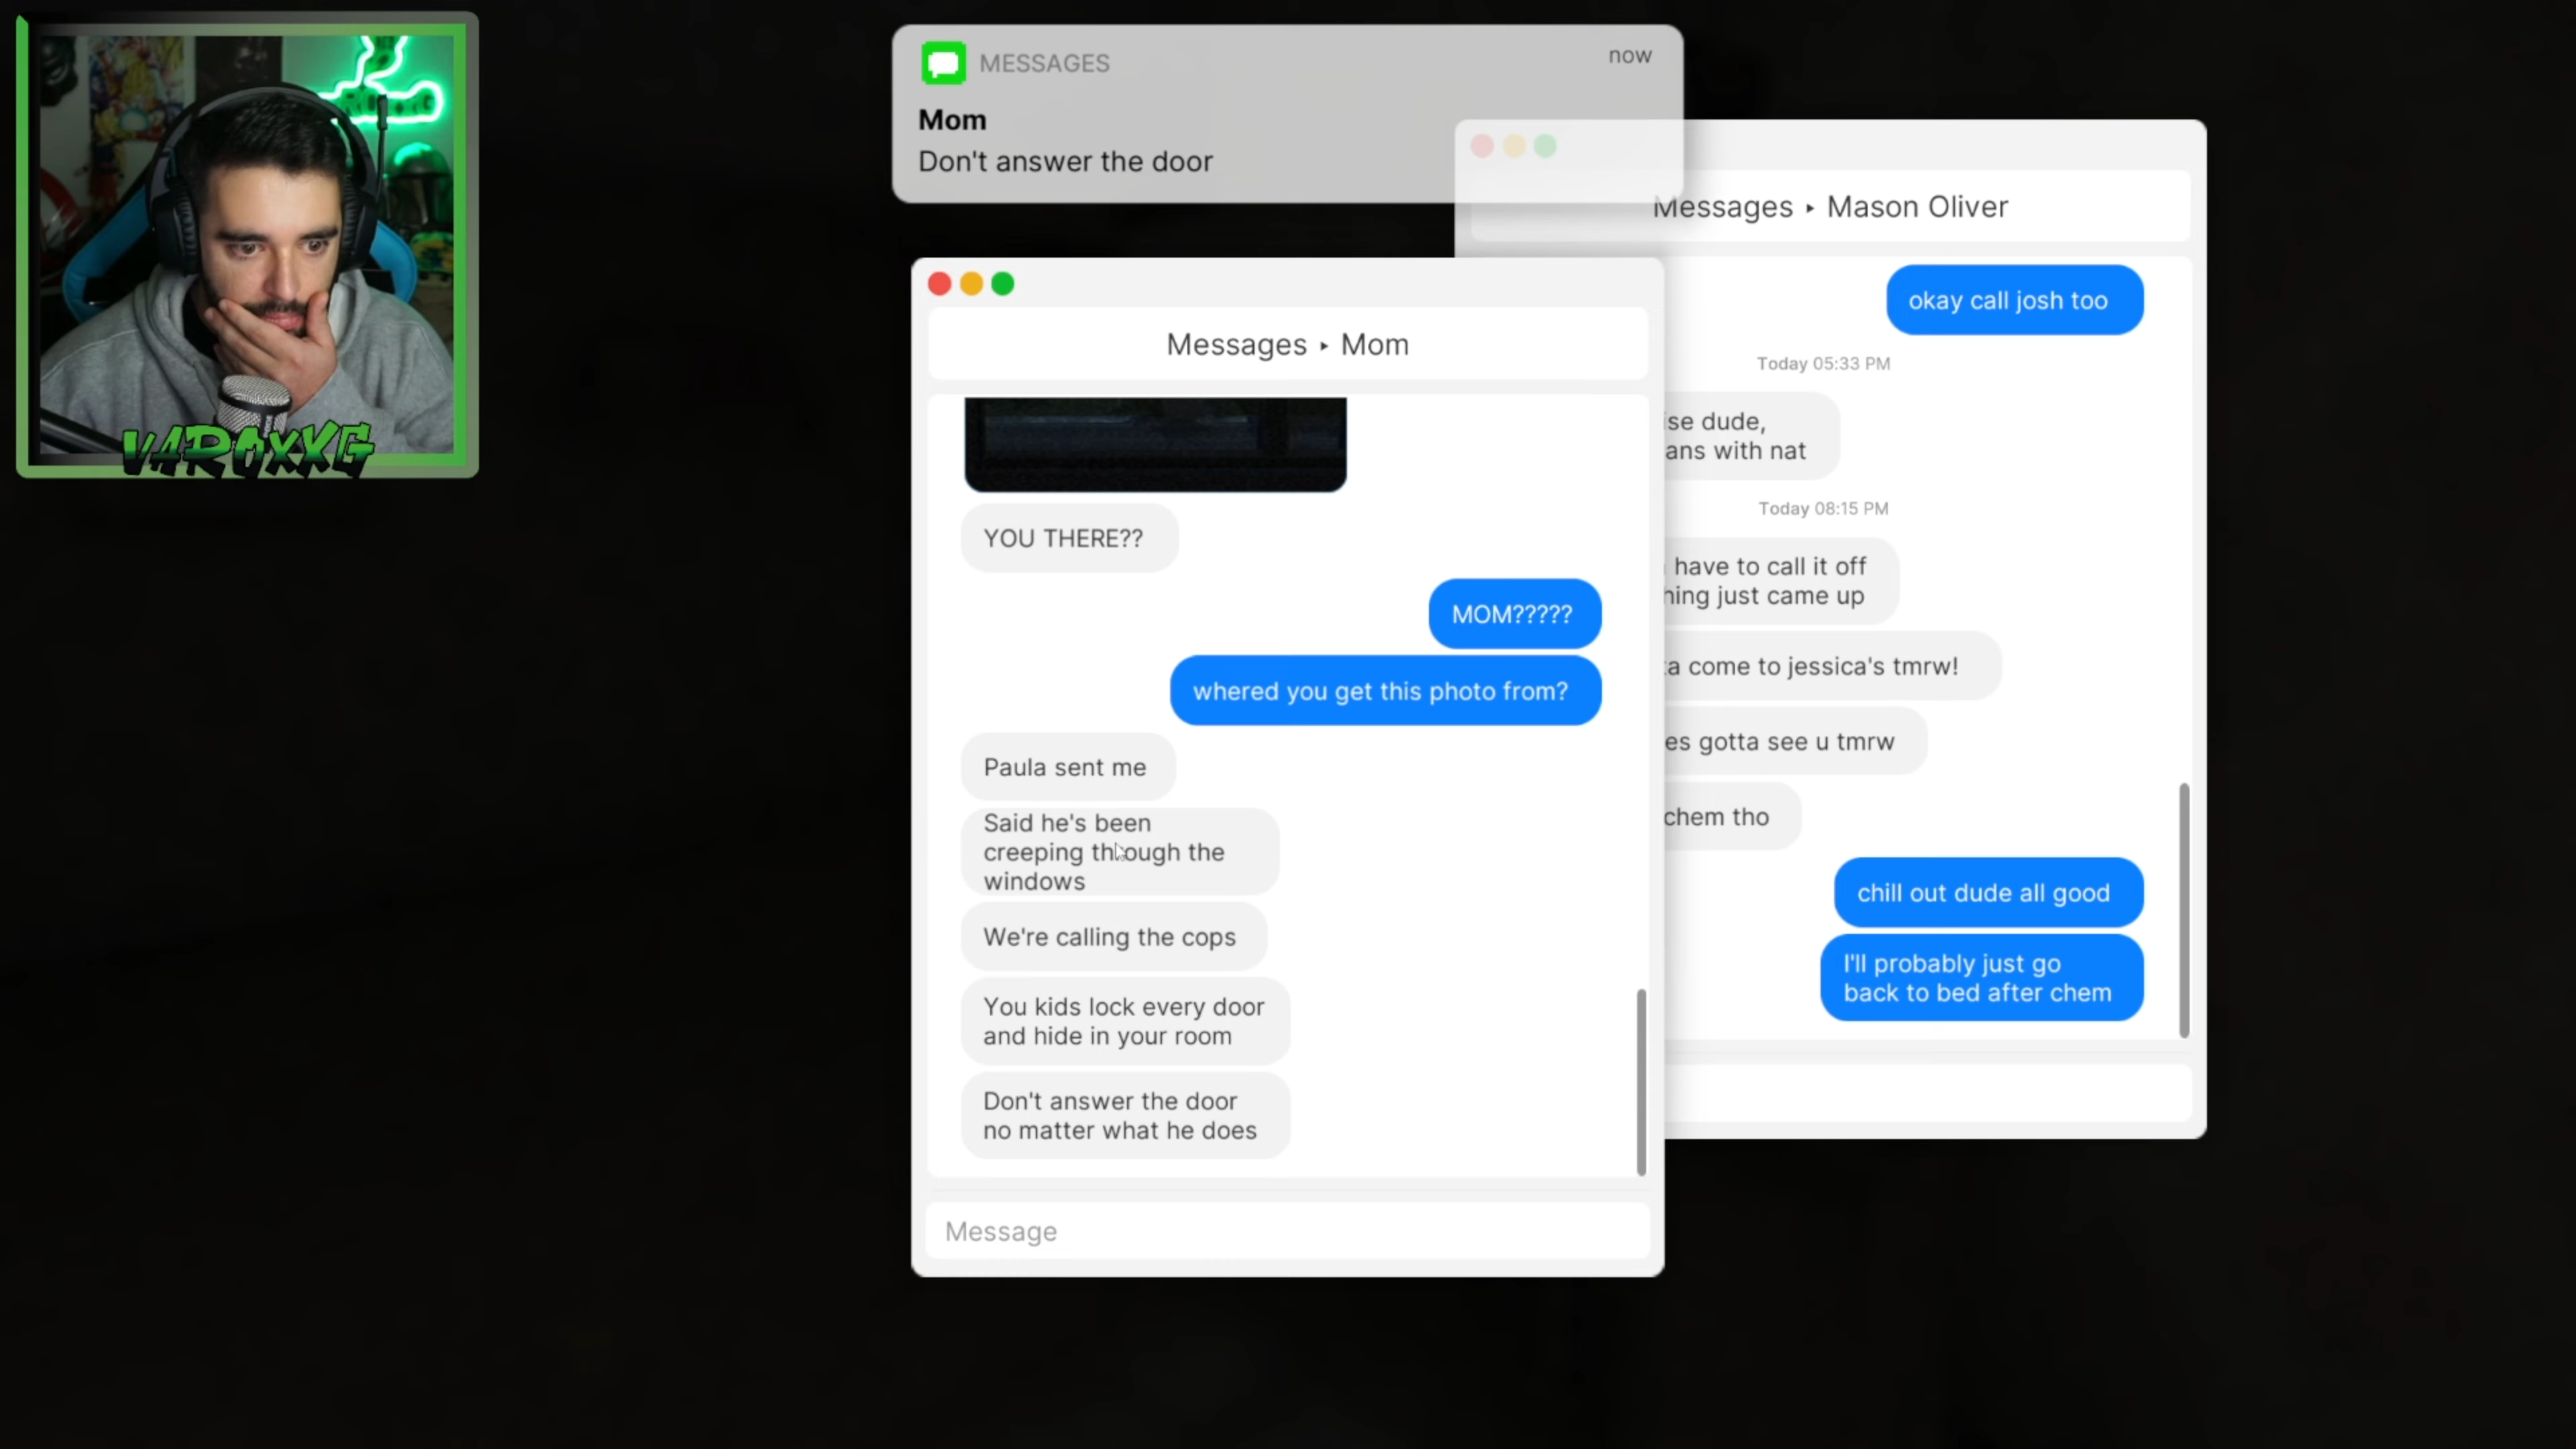 MESSAGES
now
Mom
Don't answer the door
Messages ‣ Mason Oliver
okay call josh too
Today 05:33 PM
dude,
with nat
Today 08:15 PM
have to call it off
just came up
come to jessica's tmrw!
gotta see u tmrw
chem tho
chill out dude all good
I'll probably just go
back to bed after chem
Messages ‣ Mom
YOU THERE??
MOM?????
whered you get this photo from?
Paula sent me
Said he's been
creeping through the
windows
We're calling the cops
You kids lock every door
and hide in your room
Don't answer the door
no matter what he does
Message
VAROXXG